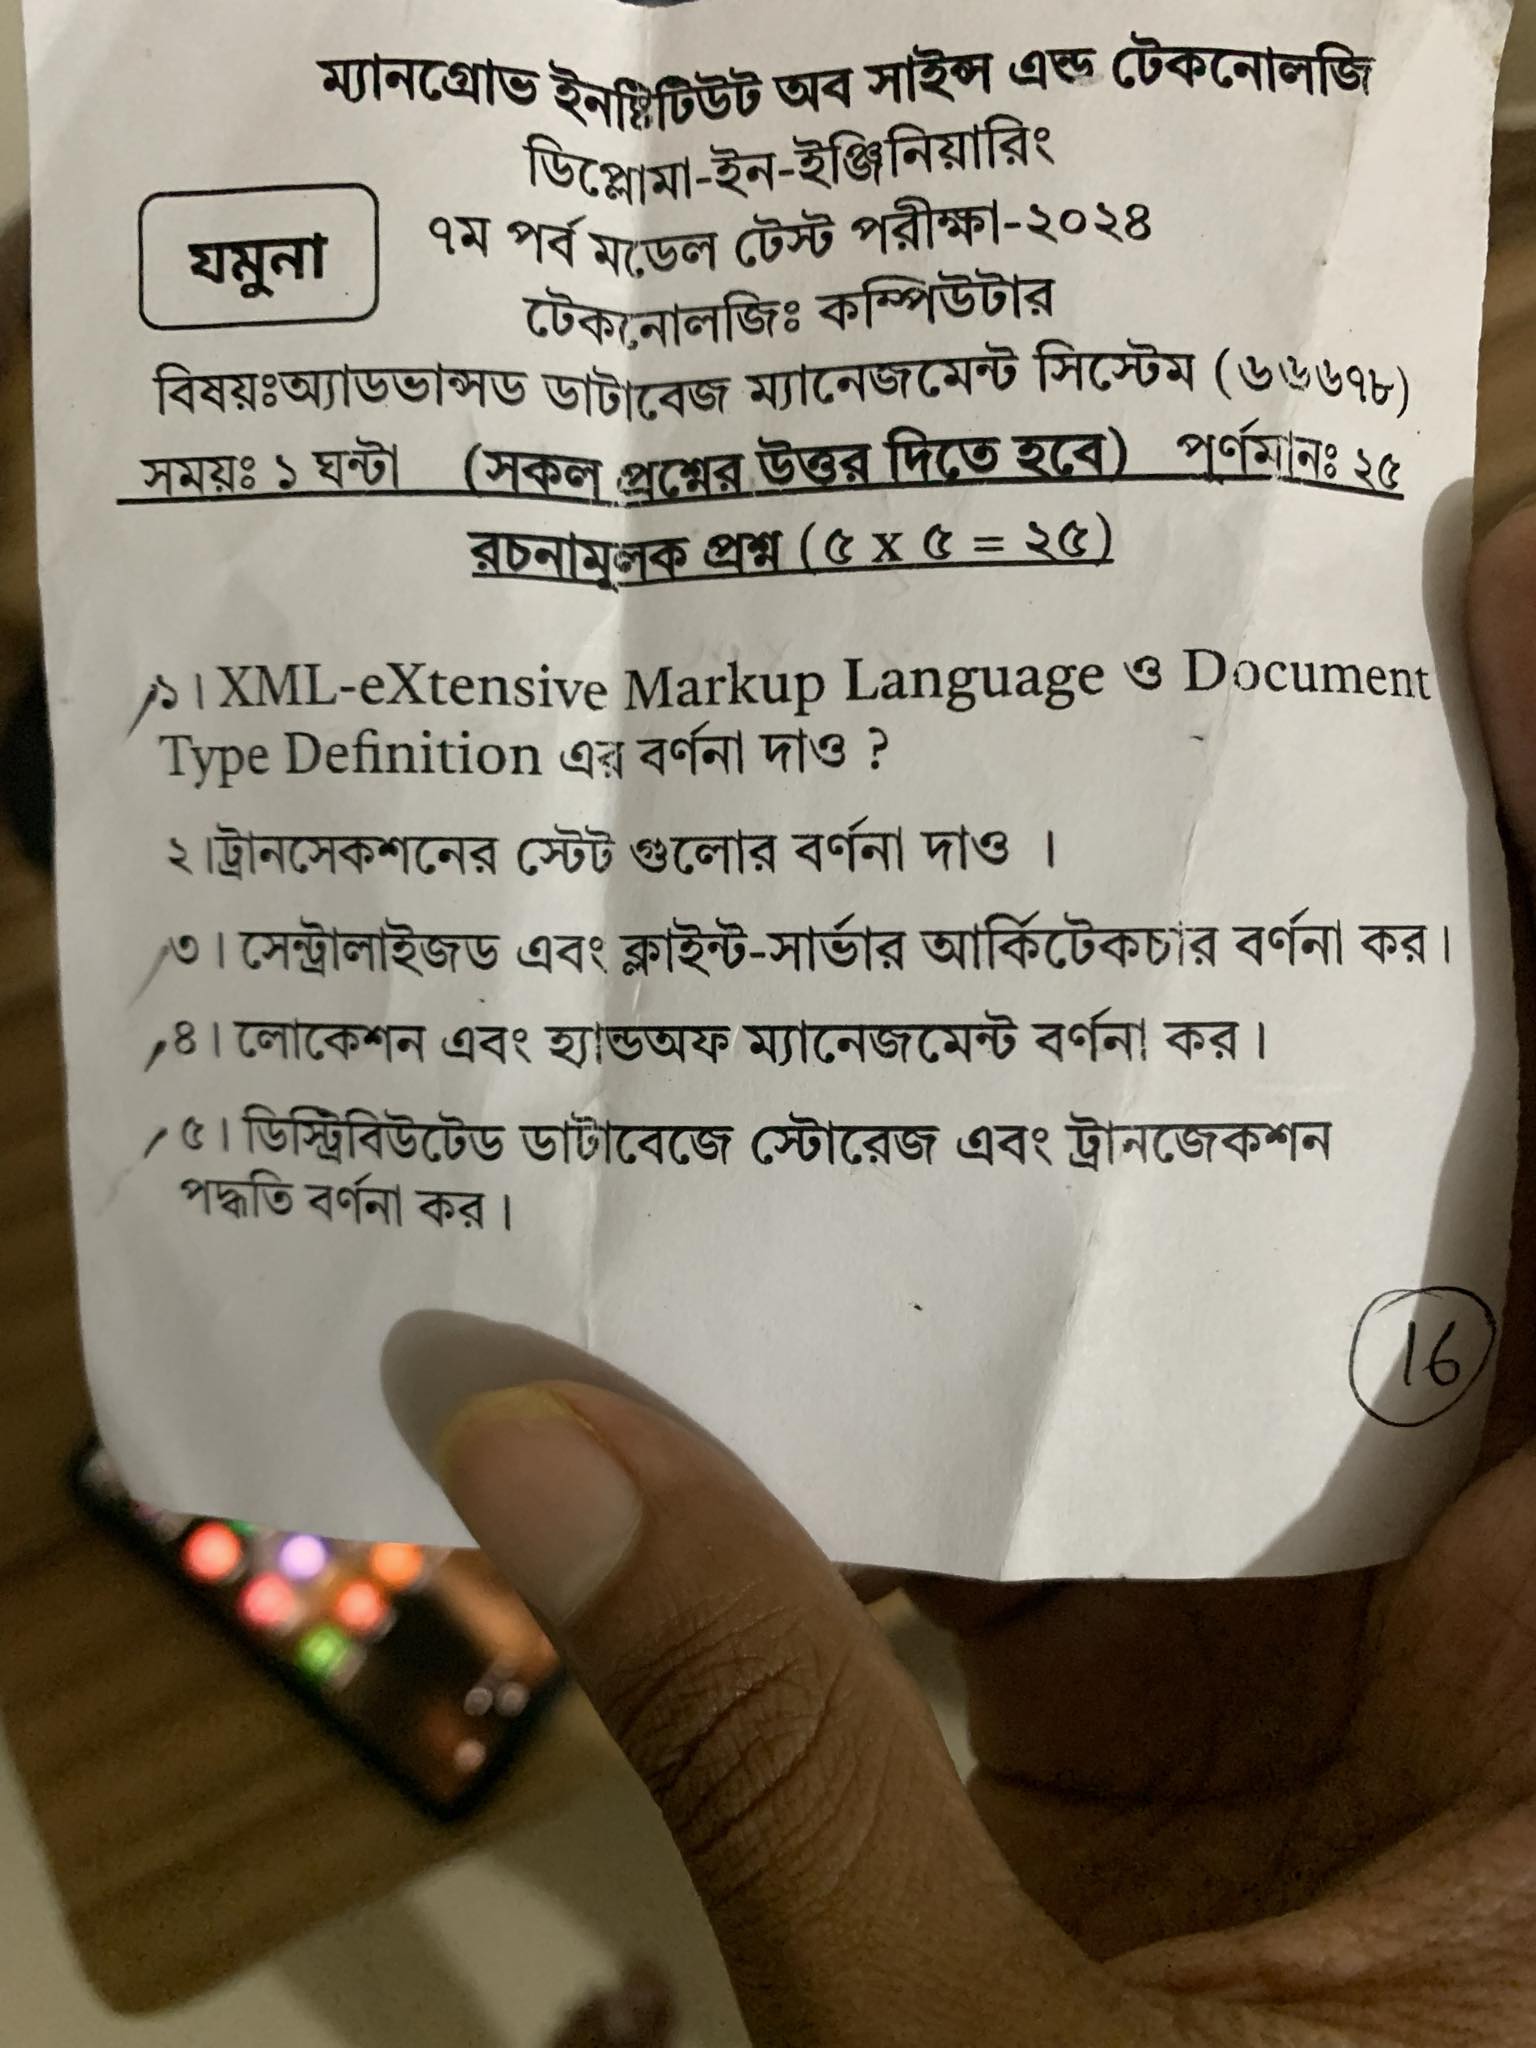 ম্যানগ্রোভ ইনষ্টিটিউট অব সাইন্স এন্ড টেকনোলজি
ডিপ্লোমা-ইন-ইঞ্জিনিয়ারিং
যমুনা
৭ম পর্ব মডেল টেস্ট পরীক্ষা-২০২৪
টেকনোলজিঃ কম্পিউটার
বিষয়ঃঅ্যাডভান্সড ডাটাবেজ ম্যানেজমেন্ট সিস্টেম (৬৬৬৭৮)
সময়ঃ ১ ঘন্টা (সকল প্রশ্নের উত্তর দিতে হবে) পূর্ণমানঃ ২৫
রচনামূলক প্রশ্ন (৫ x ৫ = ২৫)
১। XML-eXtensive Markup Language ও Document
Type Definition এর বর্ণনা দাও ?
২।ট্রানসেকশনের স্টেট গুলোর বর্ণনা দাও ।
৩। সেন্ট্রালাইজড এবং ক্লাইন্ট-সার্ভার আর্কিটেকচার বর্ণনা কর।
৪। লোকেশন এবং হ্যান্ডঅফ ম্যানেজমেন্ট বর্ণনা কর।
৫। ডিস্ট্রিবিউটেড ডাটাবেজে স্টোরেজ এবং ট্রানজেকশন
পদ্ধতি বর্ণনা কর।
16